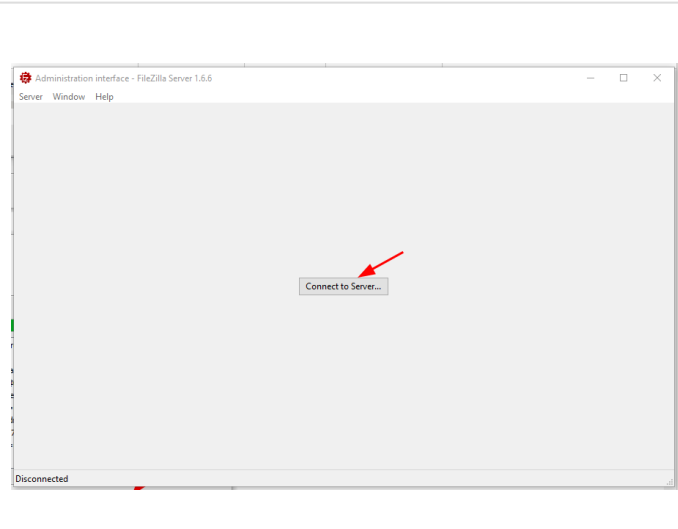 Administration interface - FileZilla Server 1.6.6
Server Window Help
Connect to Server...
Disconnected